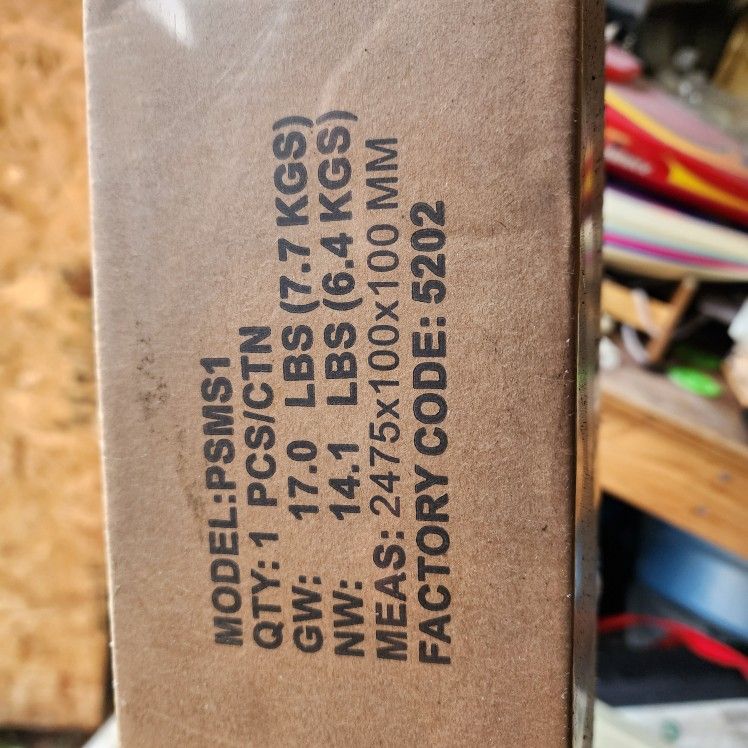 MODEL:PSMS1
QTY: 1 PCS/CTN
GW: 17.0 LBS (7.7 KGS)
NW: 14.1 LBS (6.4 KGS)
MEAS: 2475x100x100 MM
FACTORY CODE: 5202